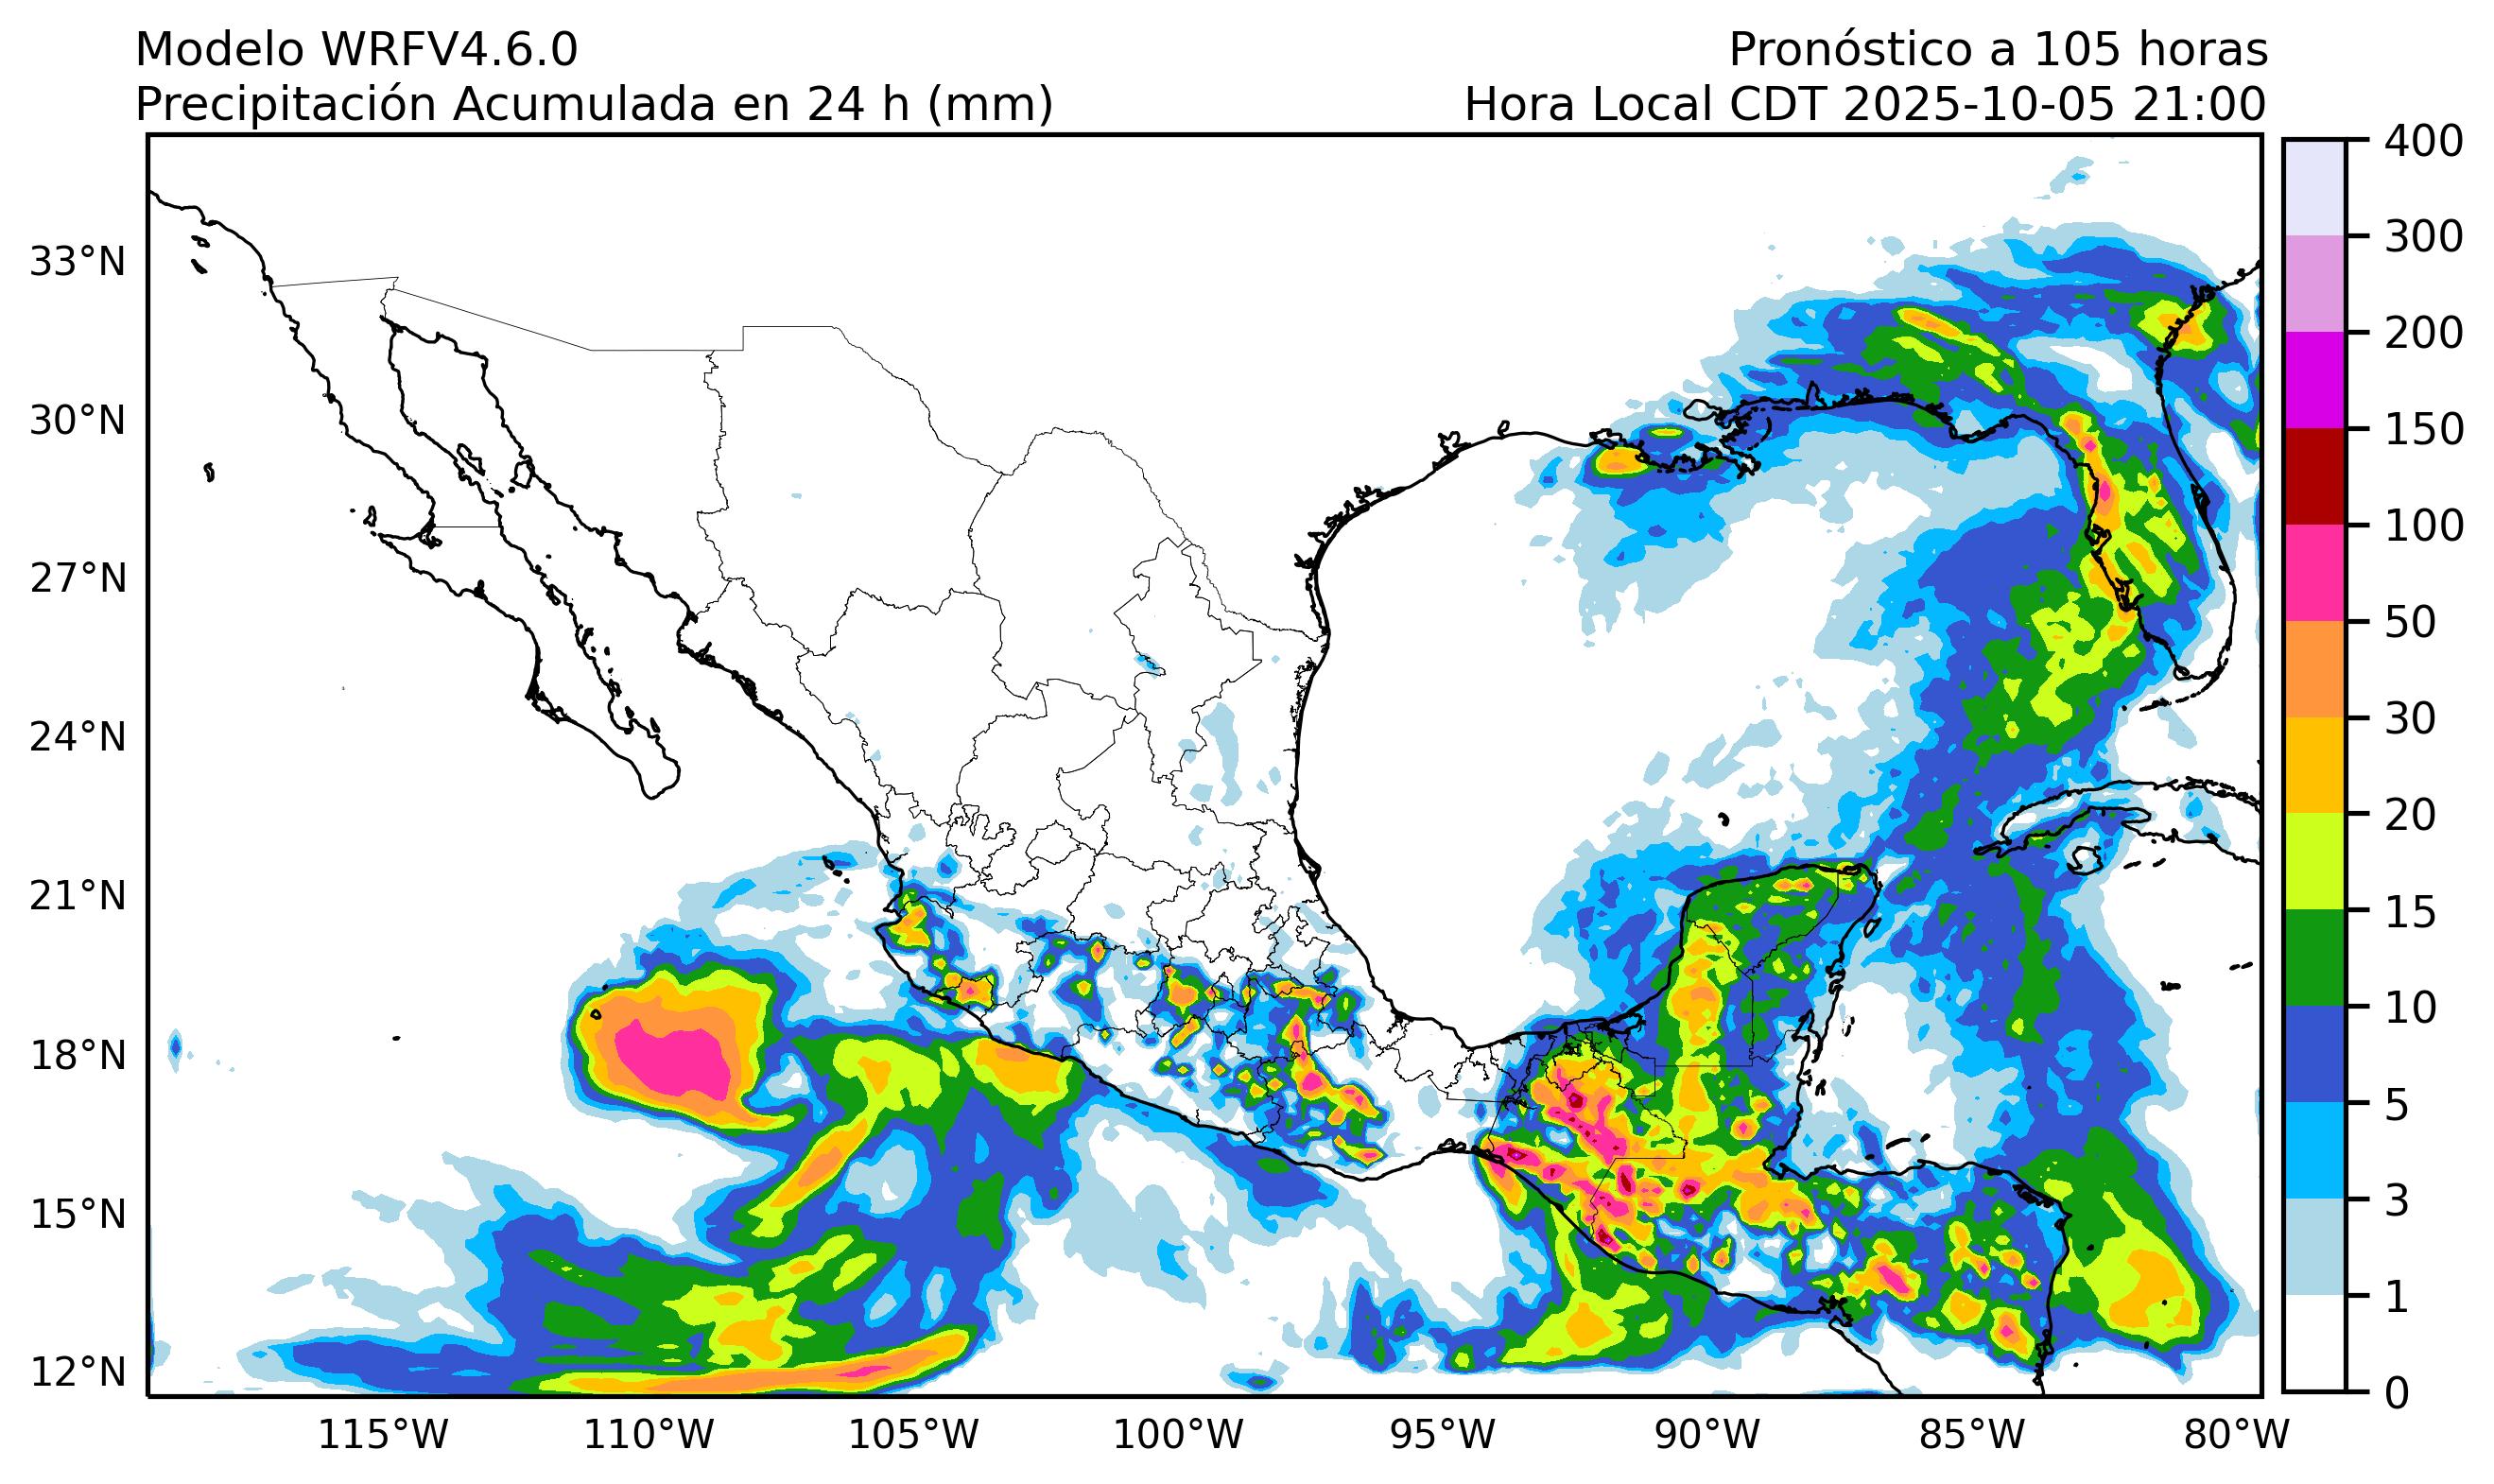 Modelo WRFV4.6.0
Pronóstico a 105 horas
Precipitación Acumulada en 24 h (mm)
Hora Local CDT 2025-10-05 21:00
400
300
200
150
100
50
30
20
15
10
5
3
1
0
33°N
30°N
27°N
24°N
21°N
18°N
15°N
12°N
115°W
110°W
105°W
100°W
95°W
90°W
85°W
80°W